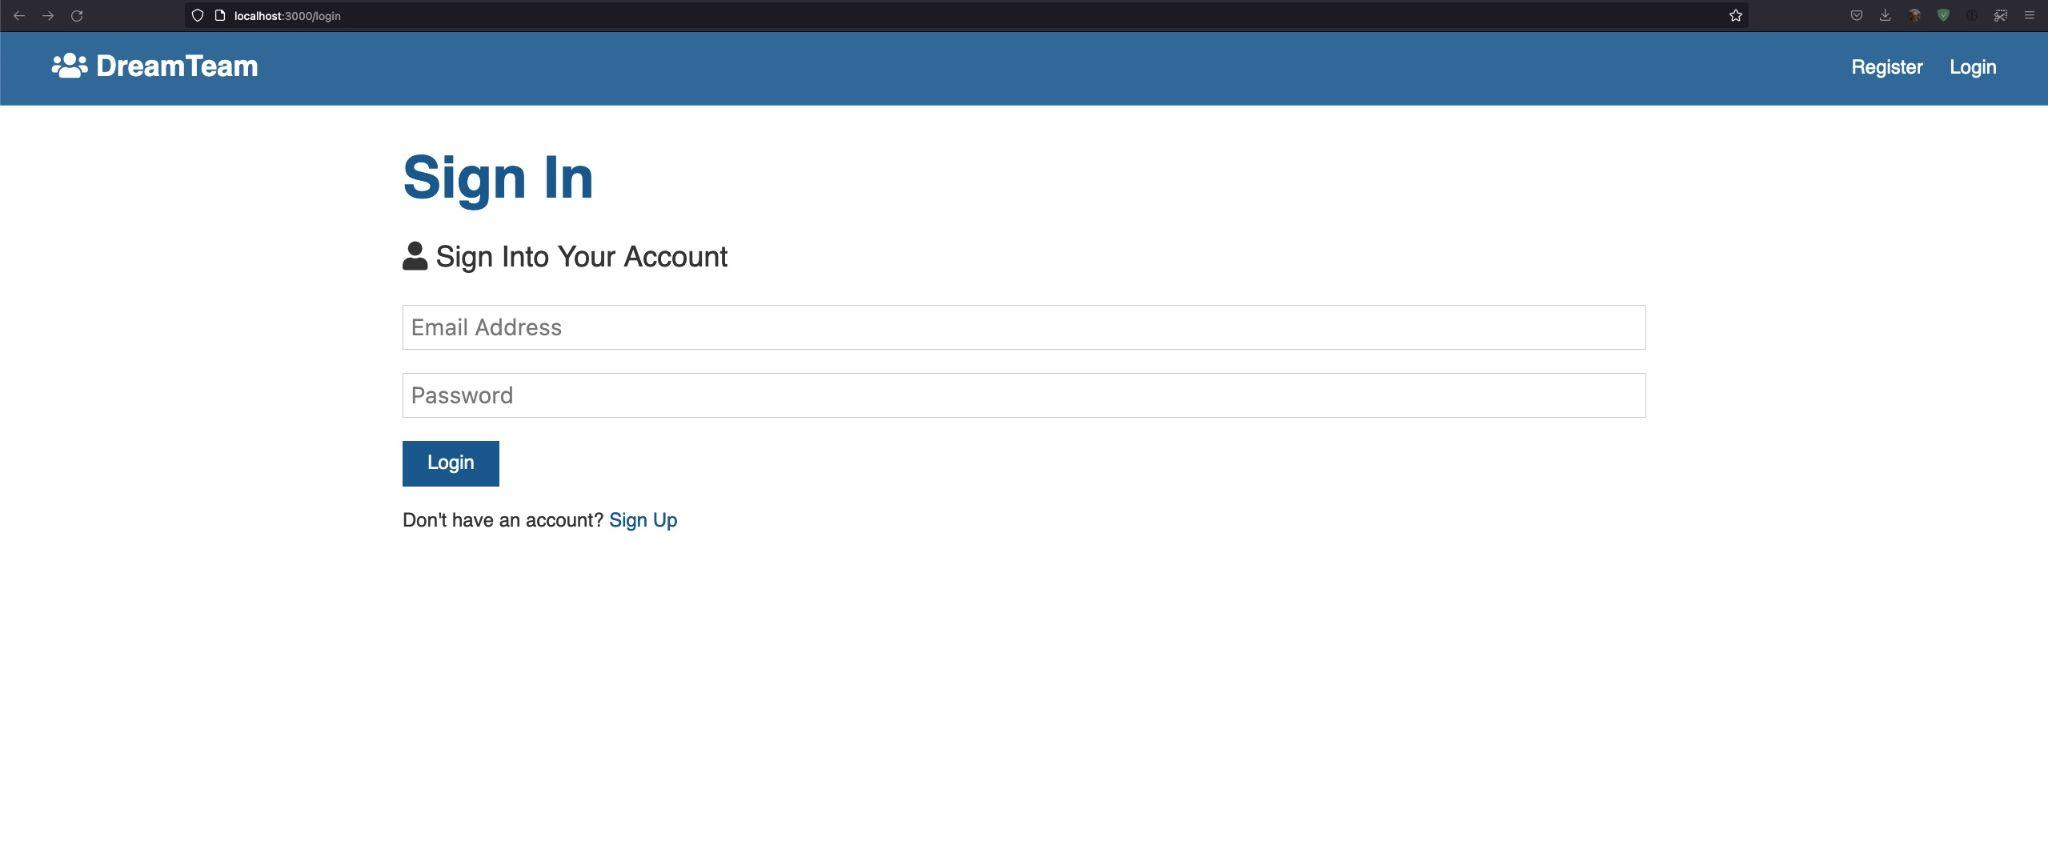 localhost:3000/login
DreamTeam
Register Login
Sign In
Sign Into Your Account
Email Address
Password
Login
Don't have an account? Sign Up